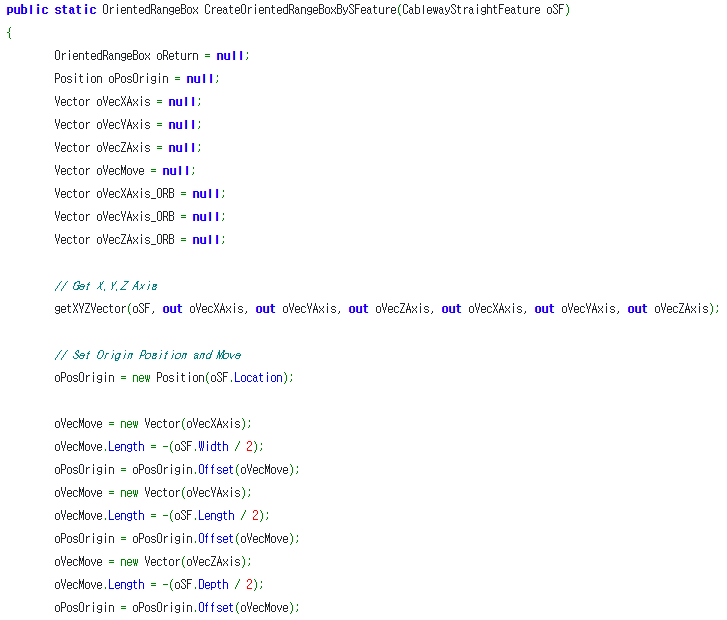 public static OrientedRangeBox CreateOrientedRangeBoxBySFeature(CablewayStraightFeature oSF)
{
OrientedRangeBox oReturn = null;
Position oPosOrigin = null;
Vector oVecXAxis = null;
Vector oVecYAxis = null;
Vector oVecZAxis = null;
Vector oVecMove = null;
Vector oVecXAxis_ORB = null;
Vector oVecYAxis_ORB = null;
Vector oVecZAxis_ORB = null;
// Get X,Y,Z Axis
getXYZVector(oSF, out oVecXAxis, out oVecYAxis, out oVecZAxis, out oVecXAxis, out oVecYAxis, out oVecZAxis);
// Set Origin Position and Move
oPosOrigin = new Position(oSF.Location);
oVecMove = new Vector(oVecXAxis);
oVecMove.Length = -(oSF.Width / 2);
oPosOrigin = oPosOrigin.Offset(oVecMove);
oVecMove = new Vector(oVecYAxis);
oVecMove.Length = -(oSF.Length / 2);
oPosOrigin = oPosOrigin.Offset(oVecMove);
oVecMove = new Vector(oVecZAxis);
oVecMove.Length = -(oSF.Depth / 2);
oPosOrigin = oPosOrigin.Offset(oVecMove);